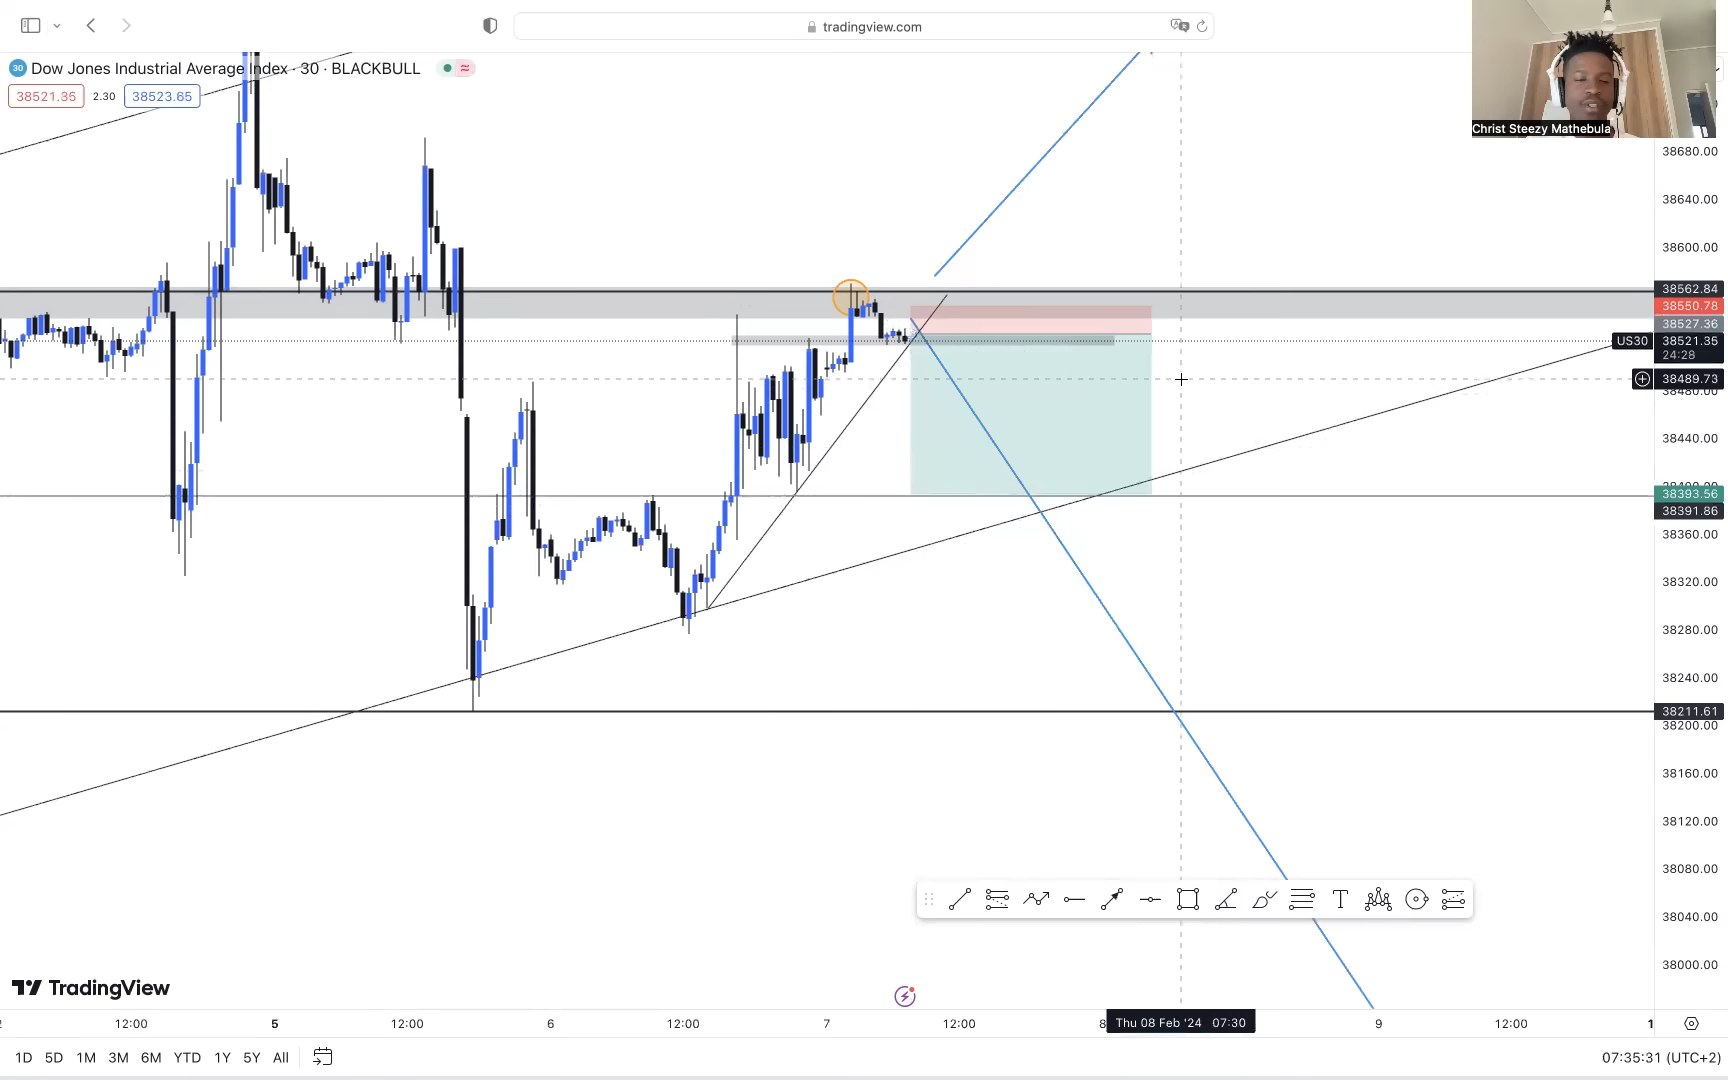 tradingview.com
30 Dow Jones Industrial Average Index · 30 · BLACKBULL
38521.35 2.30 38523.65
Christ Steezy Mathebula
38680.00
38640.00
38600.00
38562.84
38550.78
38527.36
US30 38521.35
24:28
38489.73
38440.00
38393.56
38391.86
38360.00
38320.00
38280.00
38240.00
38211.61
38200.00
38160.00
38120.00
38080.00
38040.00
38000.00
TradingView
12:00 5 12:00 6 12:00 7 12:00 8 Thu 08 Feb '24 07:30 9 12:00 1
1D 5D 1M 3M 6M YTD 1Y 5Y All
07:35:31 (UTC+2)